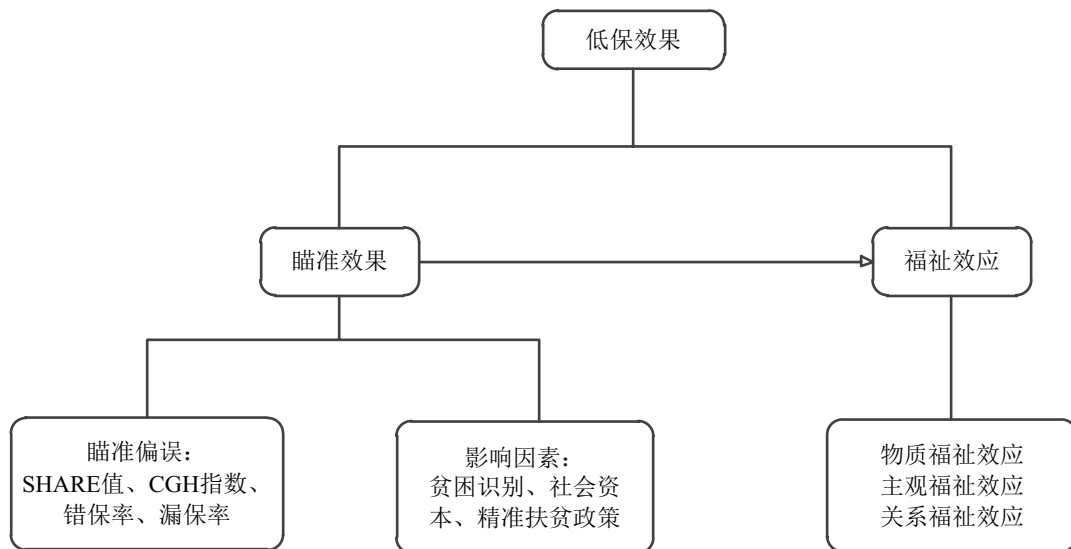 低保效果
瞄准效果
福祉效应
瞄准偏误：
SHARE值、CGH指数、
错保率、漏保率
影响因素：
贫困识别、社会资
本、精准扶贫政策
物质福祉效应
主观福祉效应
关系福祉效应